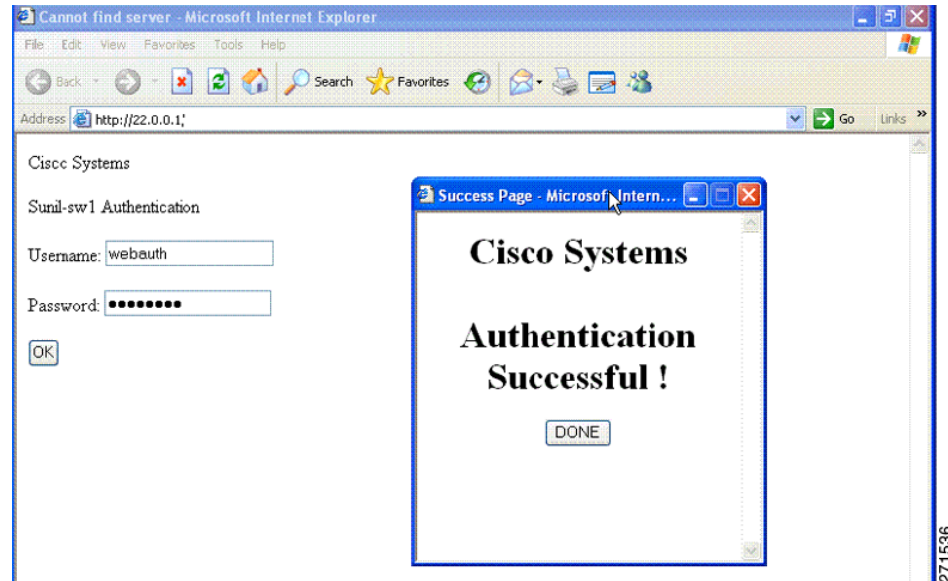 Cannot find server - Microsoft Internet Explorer
File Edit View Favorites Tools Help
Back Search Favorites
Address http://22.0.0.1; Go Links »
Ciscc Systems
Sunil-sw1 Authentication
Username: webauth
Password: ●●●●●●●●
OK
Success Page - Microsoft Intern...
Cisco Systems
Authentication
Successful !
DONE
271536